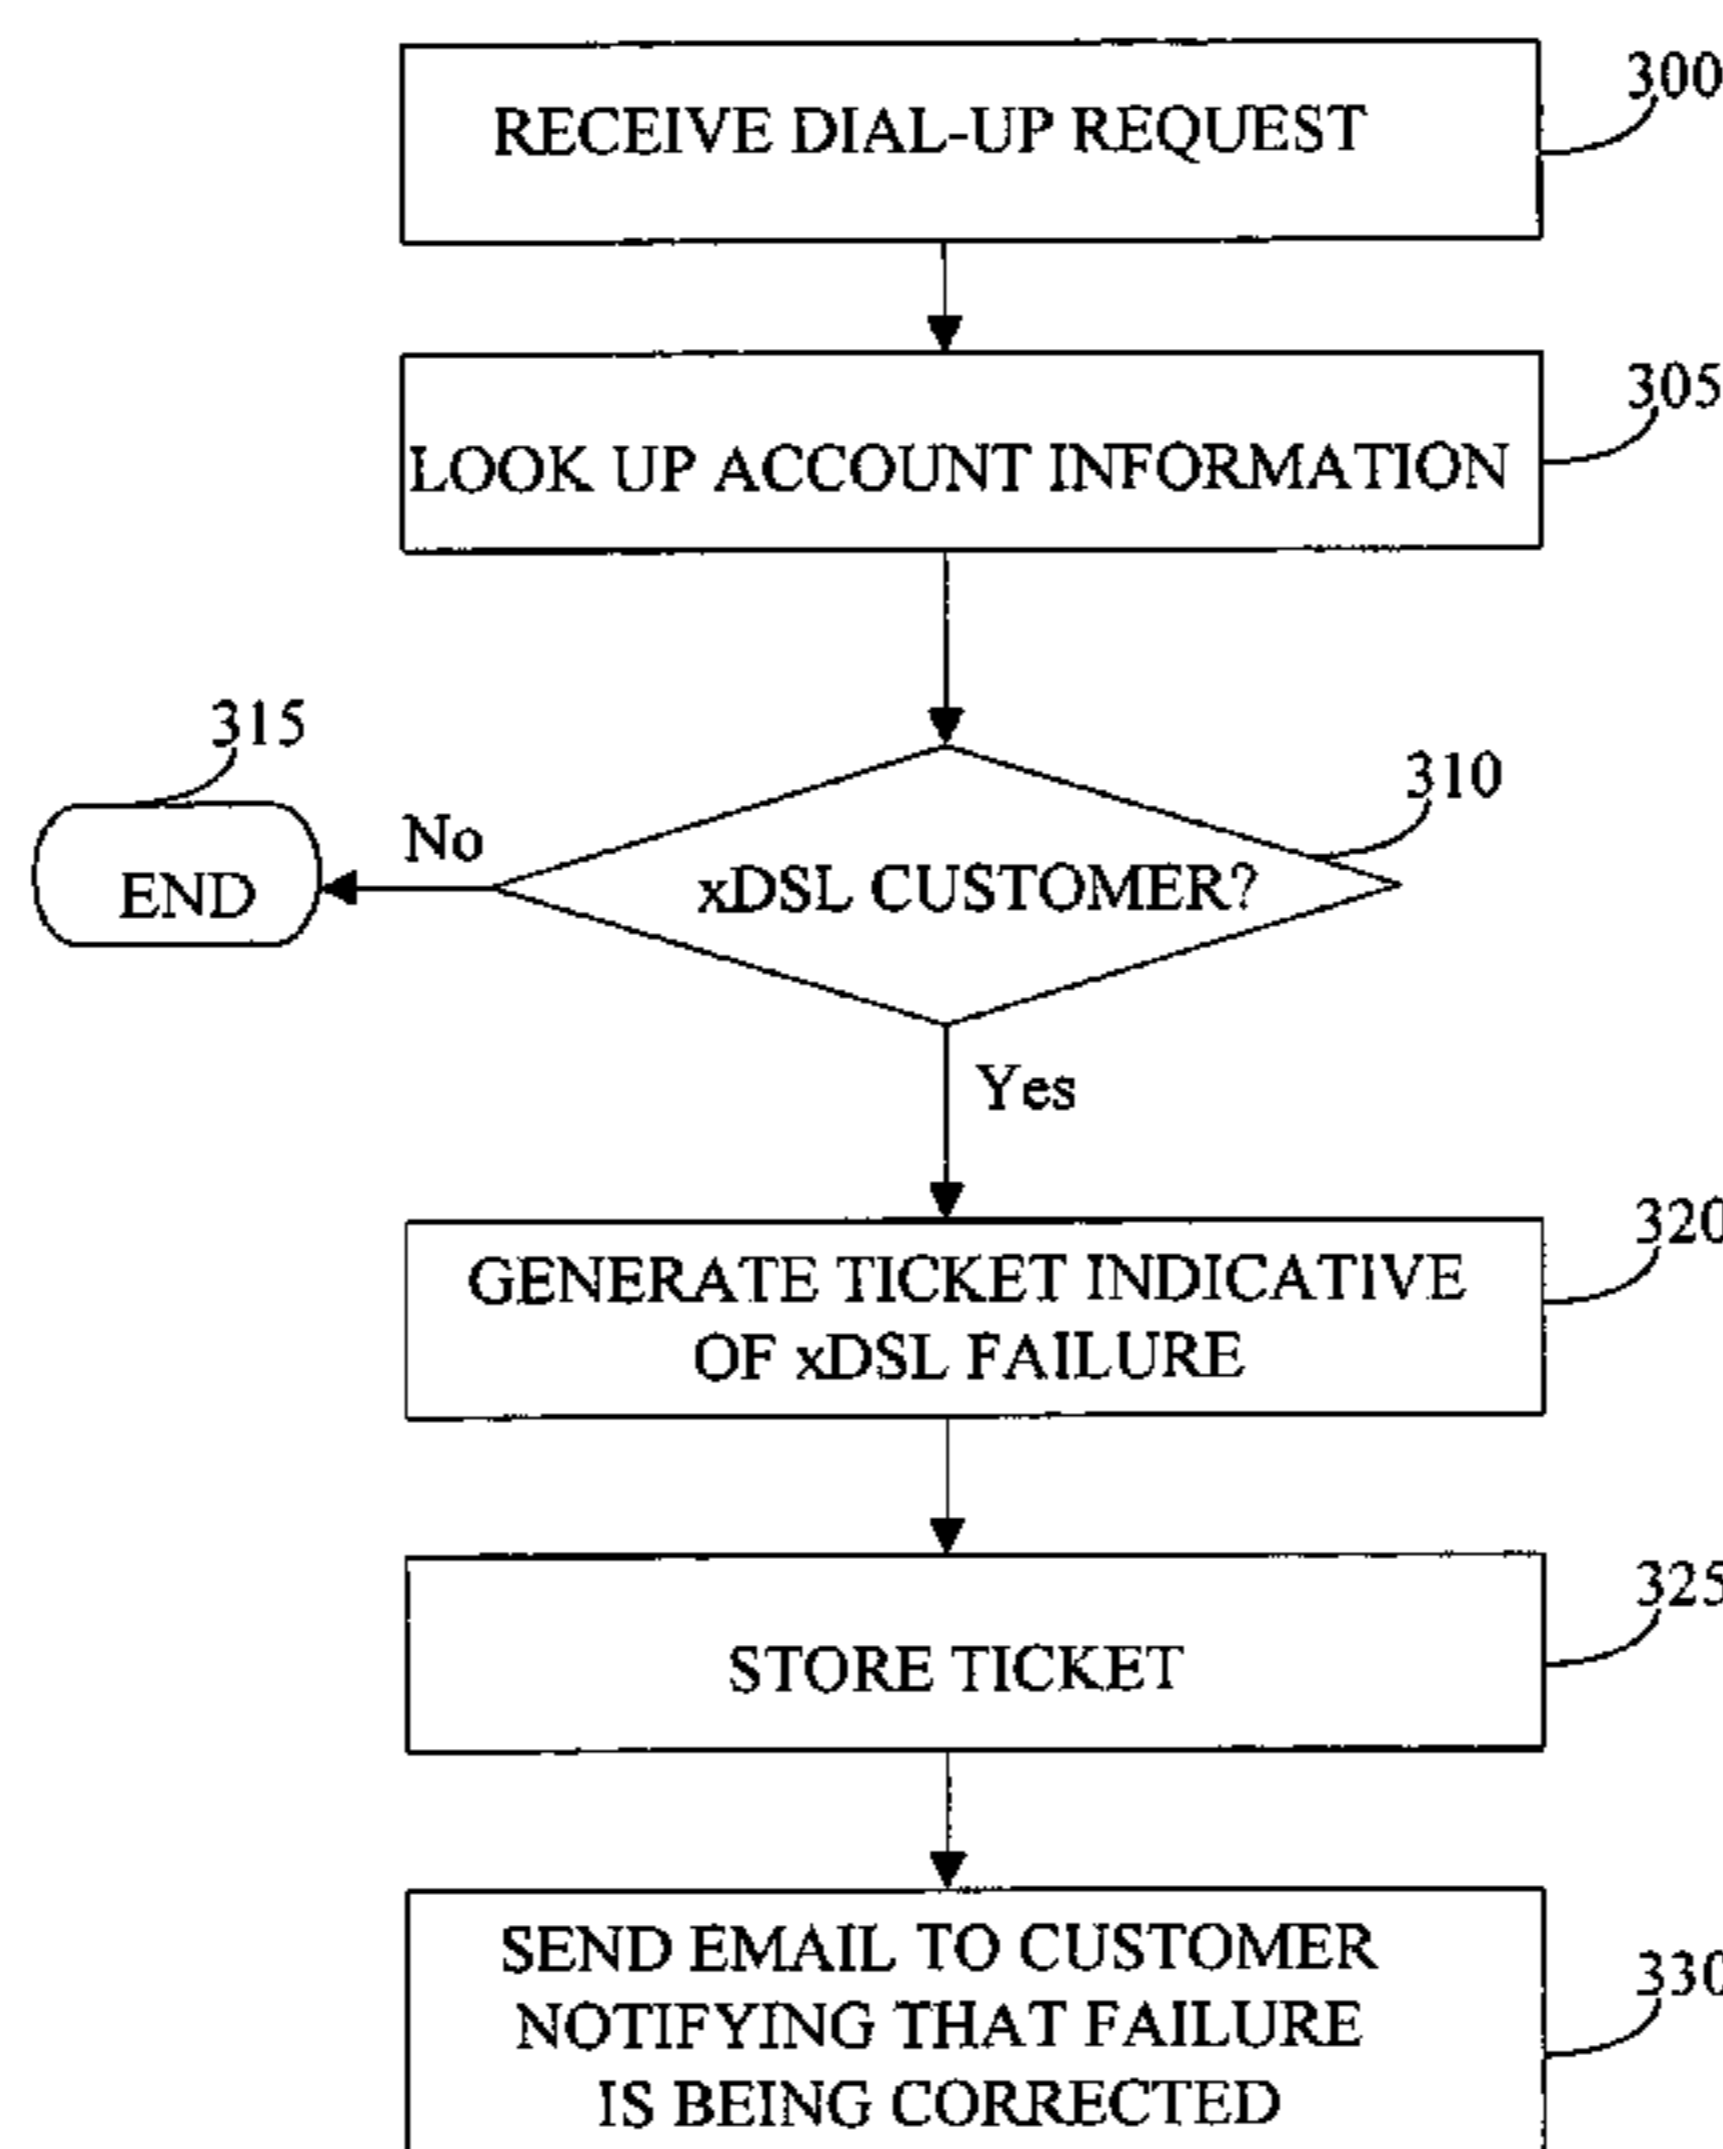 RECEIVE DIAL-UP REQUEST
300
LOOK UP ACCOUNT INFORMATION
305
315
310
END
No
xDSL CUSTOMER?
Yes
GENERATE TICKET INDICATIVE
OF xDSL FAILURE
320
STORE TICKET
325
SEND EMAIL TO CUSTOMER
NOTIFYING THAT FAILURE
IS BEING CORRECTED
330